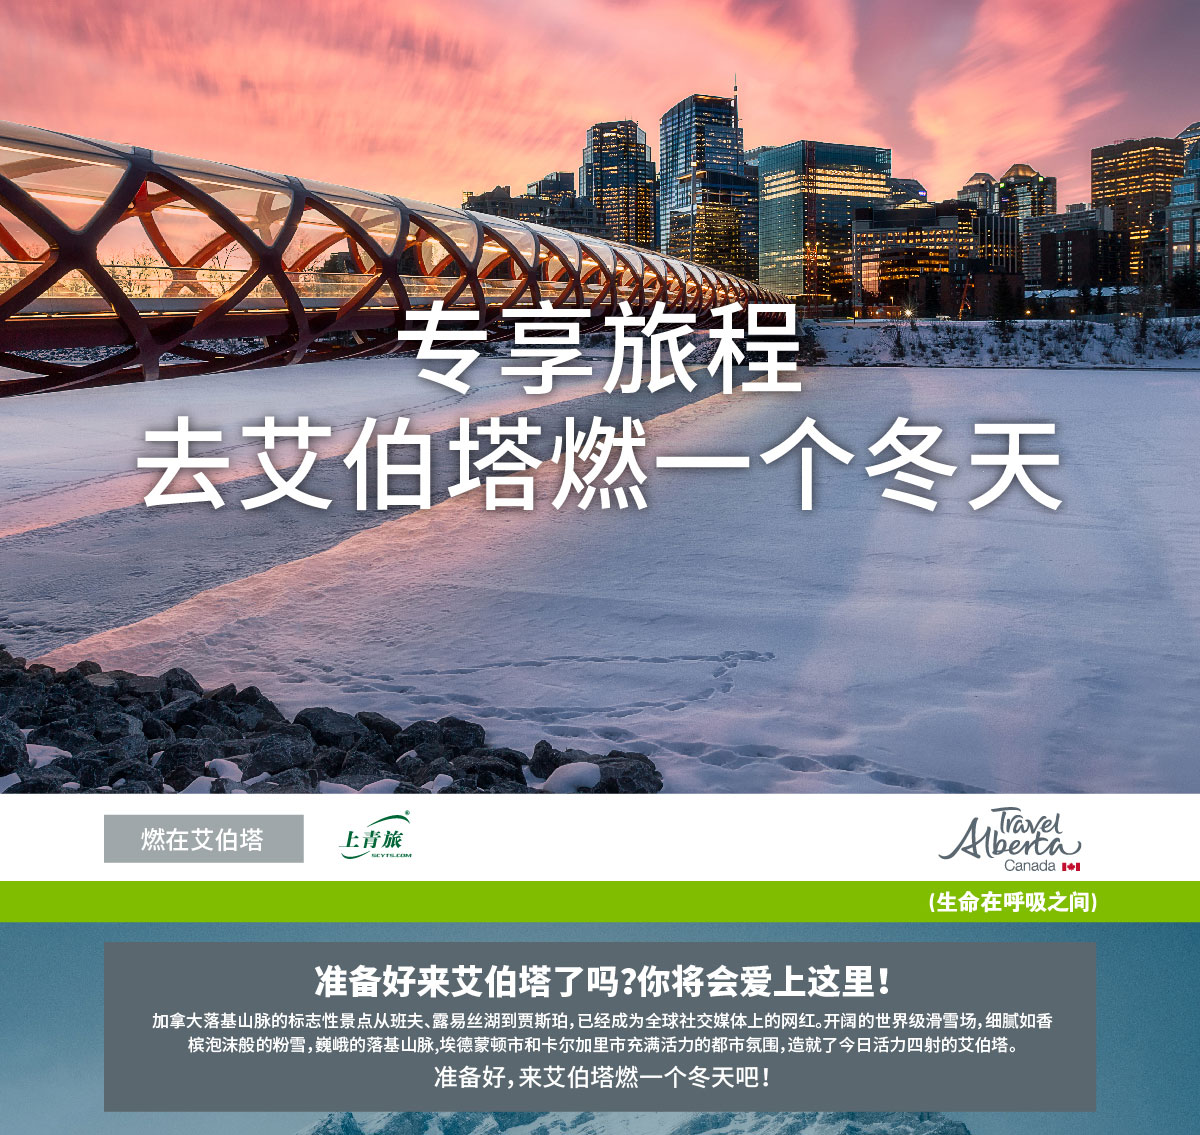 专享旅程
去艾伯塔燃一个冬天
燃在艾伯塔
上青旅®
SCYTS.COM
Travel
Alberta
Canada
(生命在呼吸之间)
准备好来艾伯塔了吗?你将会爱上这里!
加拿大落基山脉的标志性景点从班夫、露易丝湖到贾斯珀,已经成为全球社交媒体上的网红。开阔的世界级滑雪场,细腻如香
槟泡沫般的粉雪,巍峨的落基山脉,埃德蒙顿市和卡尔加里市充满活力的都市氛围,造就了今日活力四射的艾伯塔。
准备好,来艾伯塔燃一个冬天吧!